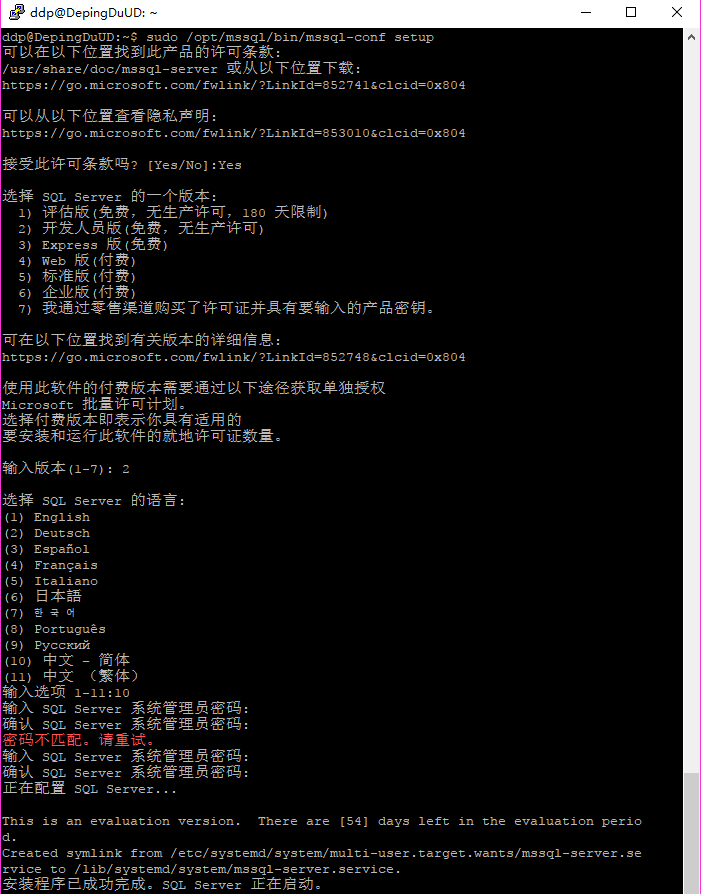 ddp@DepingDuUD: ~
ddp@DepingDuUD:~$ sudo /opt/mssql/bin/mssql-conf setup
可以在以下位置找到此产品的许可条款:
/usr/share/doc/mssql-server 或从以下位置下载:
https://go.microsoft.com/fwlink/?LinkId=852741&clcid=0x804
可以从以下位置查看隐私声明:
https://go.microsoft.com/fwlink/?LinkId=853010&clcid=0x804
接受此许可条款吗? [Yes/No]:Yes
选择 SQL Server 的一个版本:
1) 评估版(免费，无生产许可，180 天限制)
2) 开发人员版(免费，无生产许可)
3) Express 版(免费)
4) Web 版(付费)
5) 标准版(付费)
6) 企业版(付费)
7) 我通过零售渠道购买了许可证并具有要输入的产品密钥。
可在以下位置找到有关版本的详细信息:
https://go.microsoft.com/fwlink/?LinkId=852748&clcid=0x804
使用此软件的付费版本需要通过以下途径获取单独授权
Microsoft 批量许可计划。
选择付费版本即表示你具有适用的
要安装和运行此软件的就地许可证数量。
输入版本(1-7): 2
选择 SQL Server 的语言:
(1) English
(2) Deutsch
(3) Español
(4) Français
(5) Italiano
(6) 日本語
(7) 한국어
(8) Português
(9) Русский
(10) 中文 – 简体
(11) 中文 （繁体）
输入选项 1-11:10
输入 SQL Server 系统管理员密码:
确认 SQL Server 系统管理员密码:
密码不匹配。请重试。
输入 SQL Server 系统管理员密码:
确认 SQL Server 系统管理员密码:
正在配置 SQL Server...
This is an evaluation version.  There are [54] days left in the evaluation perio
d.
Created symlink from /etc/systemd/system/multi-user.target.wants/mssql-server.se
rvice to /lib/systemd/system/mssql-server.service.
安装程序已成功完成。SQL Server 正在启动。